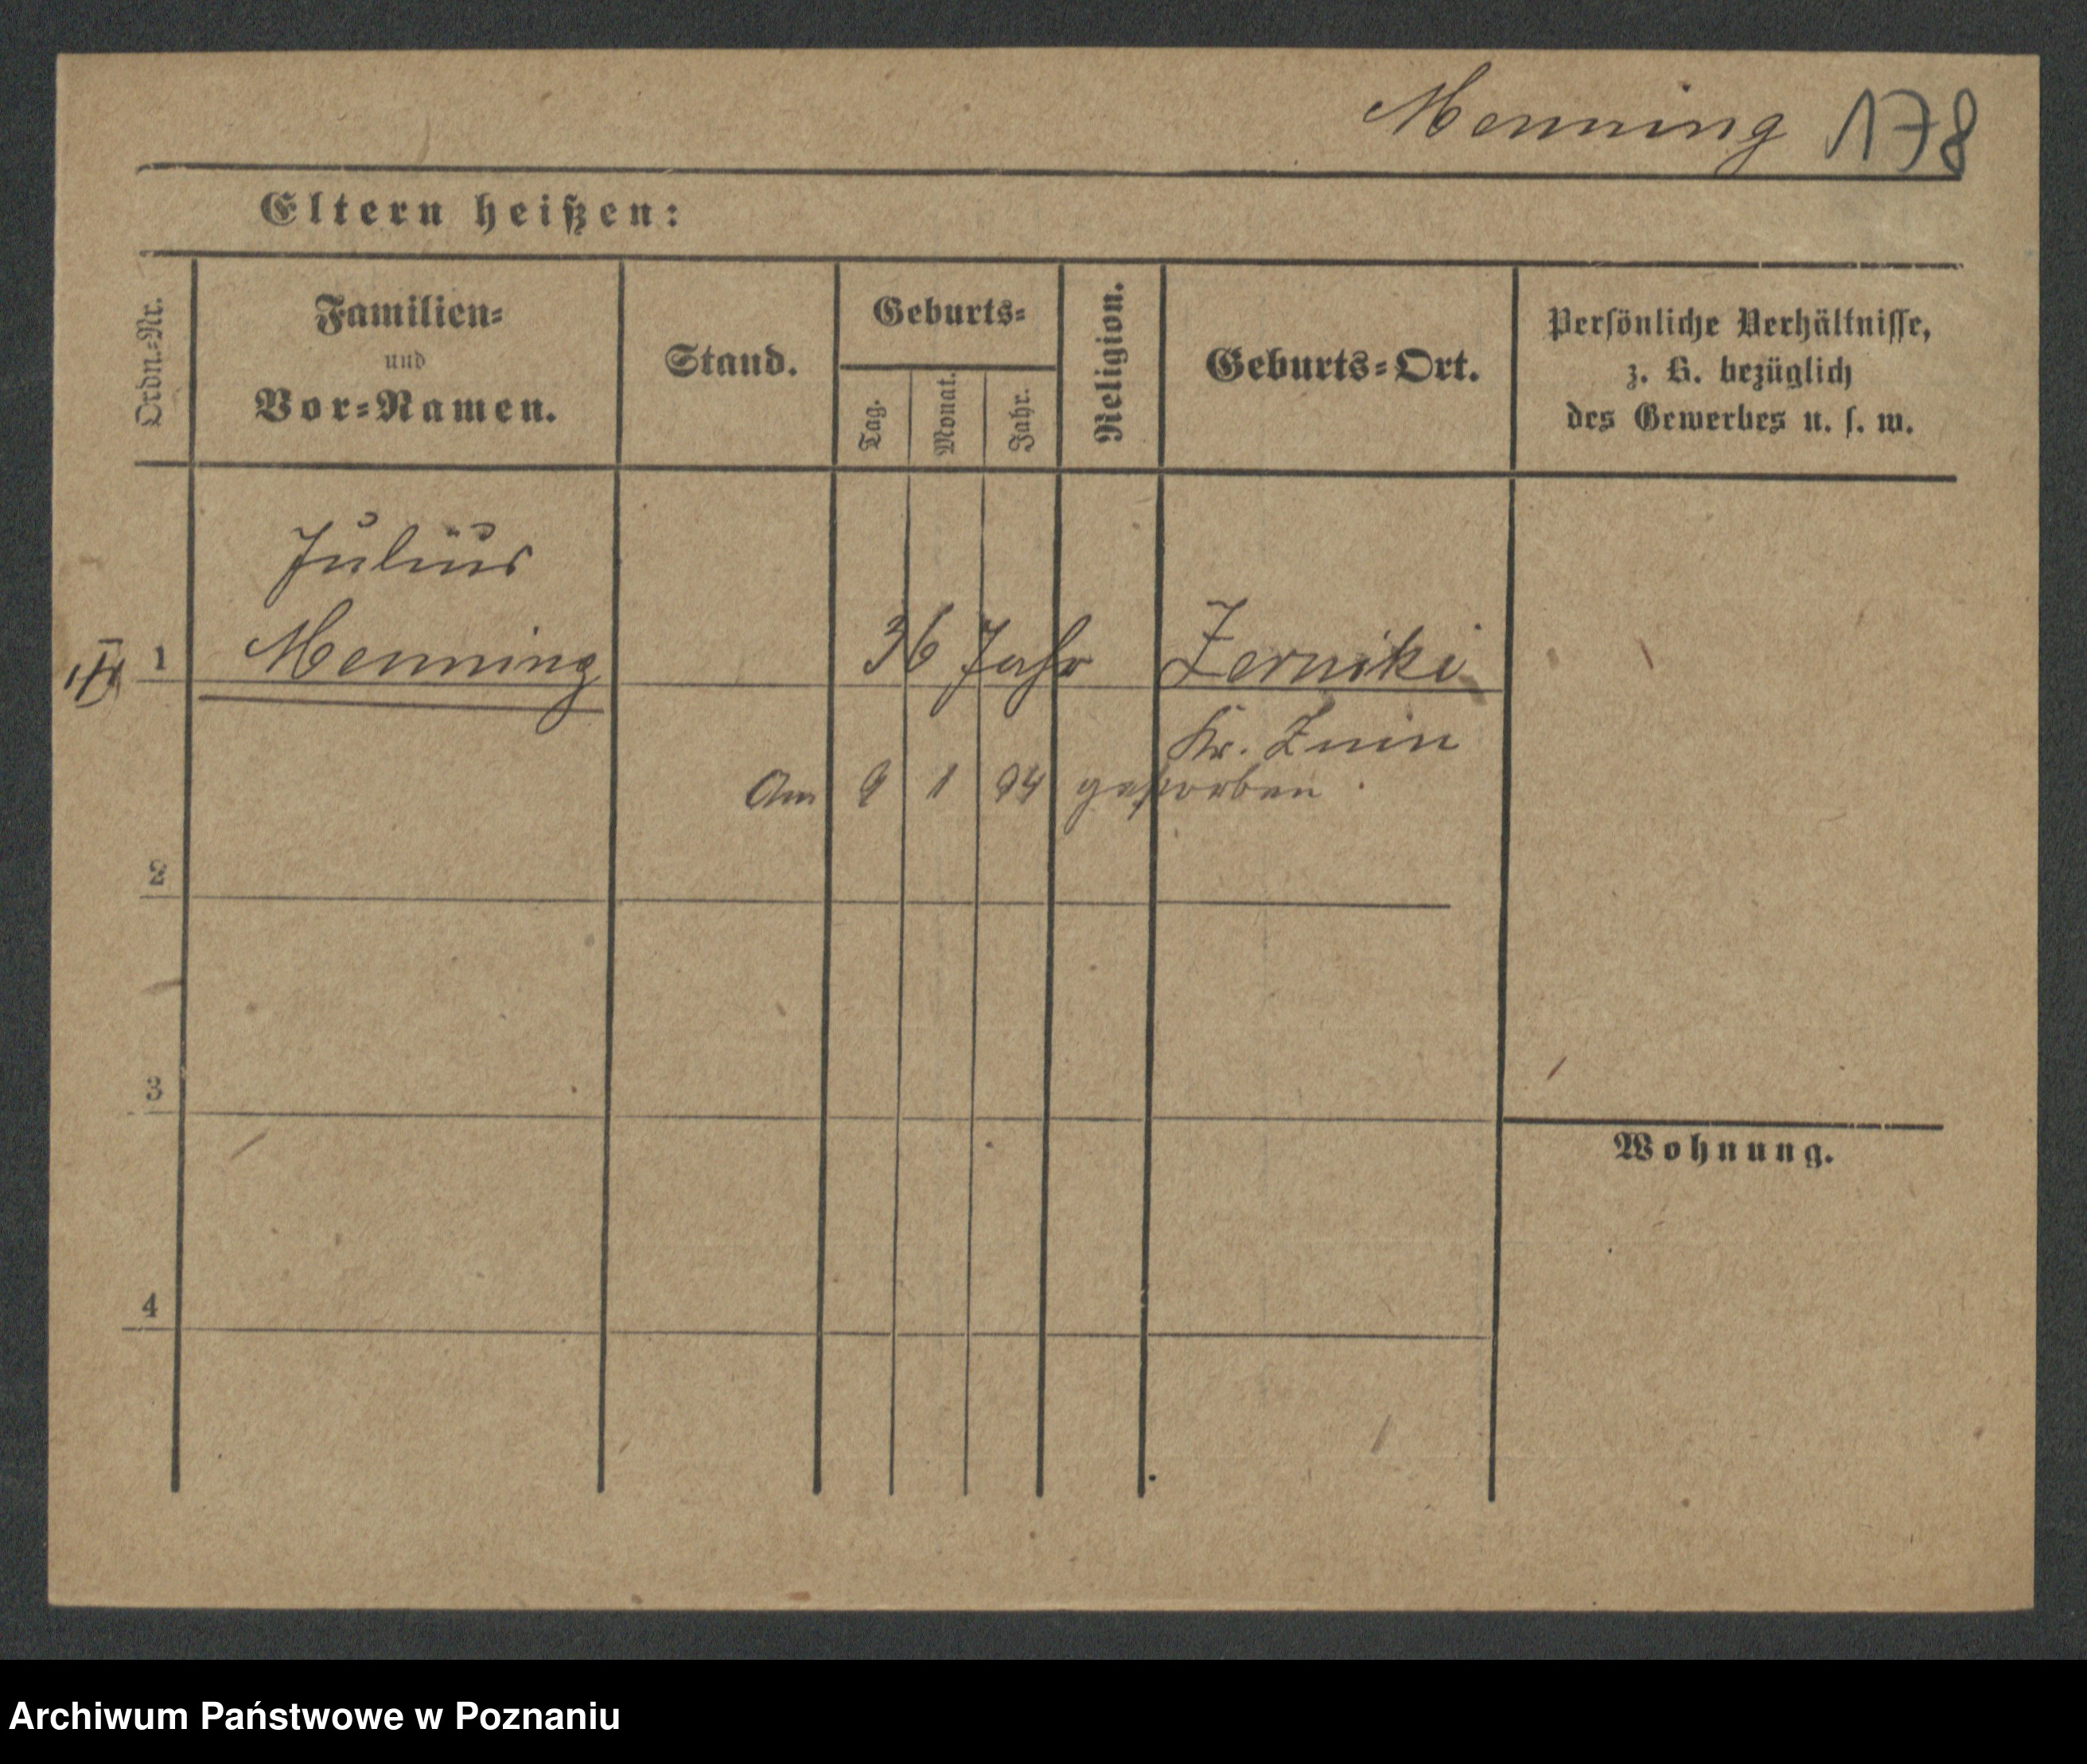 Menning 178
Eltern heißen:
Ordn.-Nr.
Familien-
und
Vor-Namen.
Stand.
Geburts-
Tag.
Monat.
Jahr.
Religion.
Geburts-Ort.
Persönliche Verhältnisse,
z. B. bezüglich
des Gewerbes u. s. w.
Julius
1 Menning 36 Jahr Zerniki
Kr. Znin
Am 9 1 94 gestorben
2
3
Wohnung.
4
Archiwum Państwowe w Poznaniu